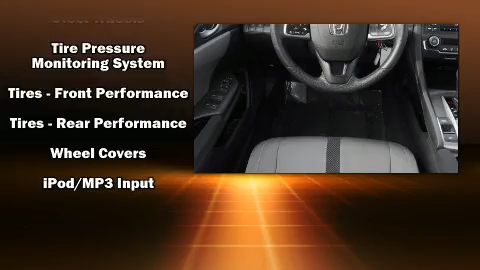 Tire Pressure
Monitoring System
Tires - Front Performance
Tires - Rear Performance
Wheel Covers
iPod/MP3 Input